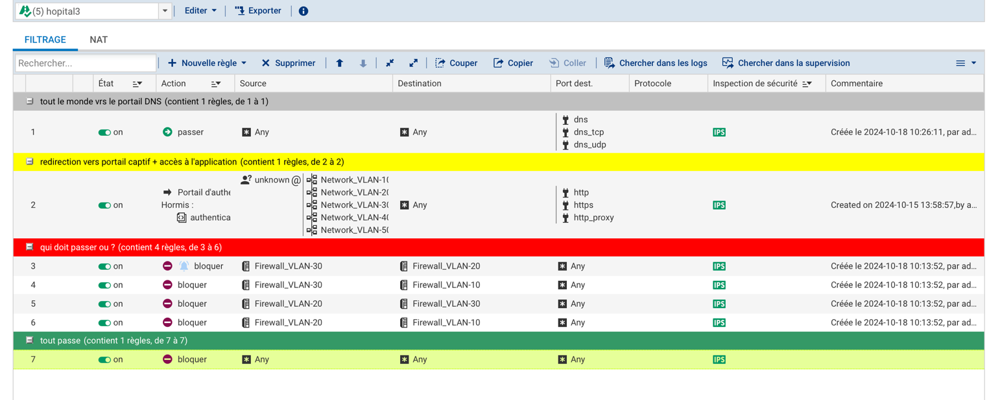 (5) hopital3 Editer Exporter
FILTRAGE NAT
Rechercher... Nouvelle règle Supprimer Couper Copier Coller Chercher dans les logs Chercher dans la supervision
État Action Source Destination Port dest. Protocole Inspection de sécurité Commentaire
tout le monde vrs le portail DNS (contient 1 règles, de 1 à 1)
1 on passer Any Any dns IPS Créée le 2024-10-18 10:26:11, par ad...
dns_tcp
dns_udp
redirection vers portail captif + accès à l'application (contient 1 règles, de 2 à 2)
unknown @ Network_VLAN-10
Portail d'authe Network_VLAN-20 http
2 on Hormis : Network_VLAN-30 Any https IPS Created on 2024-10-15 13:58:57,by a...
authentica Network_VLAN-40 http_proxy
Network_VLAN-50
qui doit passer ou ? (contient 4 règles, de 3 à 6)
3 on bloquer Firewall_VLAN-30 Firewall_VLAN-20 Any IPS Créée le 2024-10-18 10:13:52, par ad...
4 on bloquer Firewall_VLAN-30 Firewall_VLAN-10 Any IPS Créée le 2024-10-18 10:13:52, par ad...
5 on bloquer Firewall_VLAN-20 Firewall_VLAN-30 Any IPS Créée le 2024-10-18 10:13:52, par ad...
6 on bloquer Firewall_VLAN-20 Firewall_VLAN-10 Any IPS Créée le 2024-10-18 10:13:52, par ad...
tout passe (contient 1 règles, de 7 à 7)
7 on bloquer Any Any Any IPS